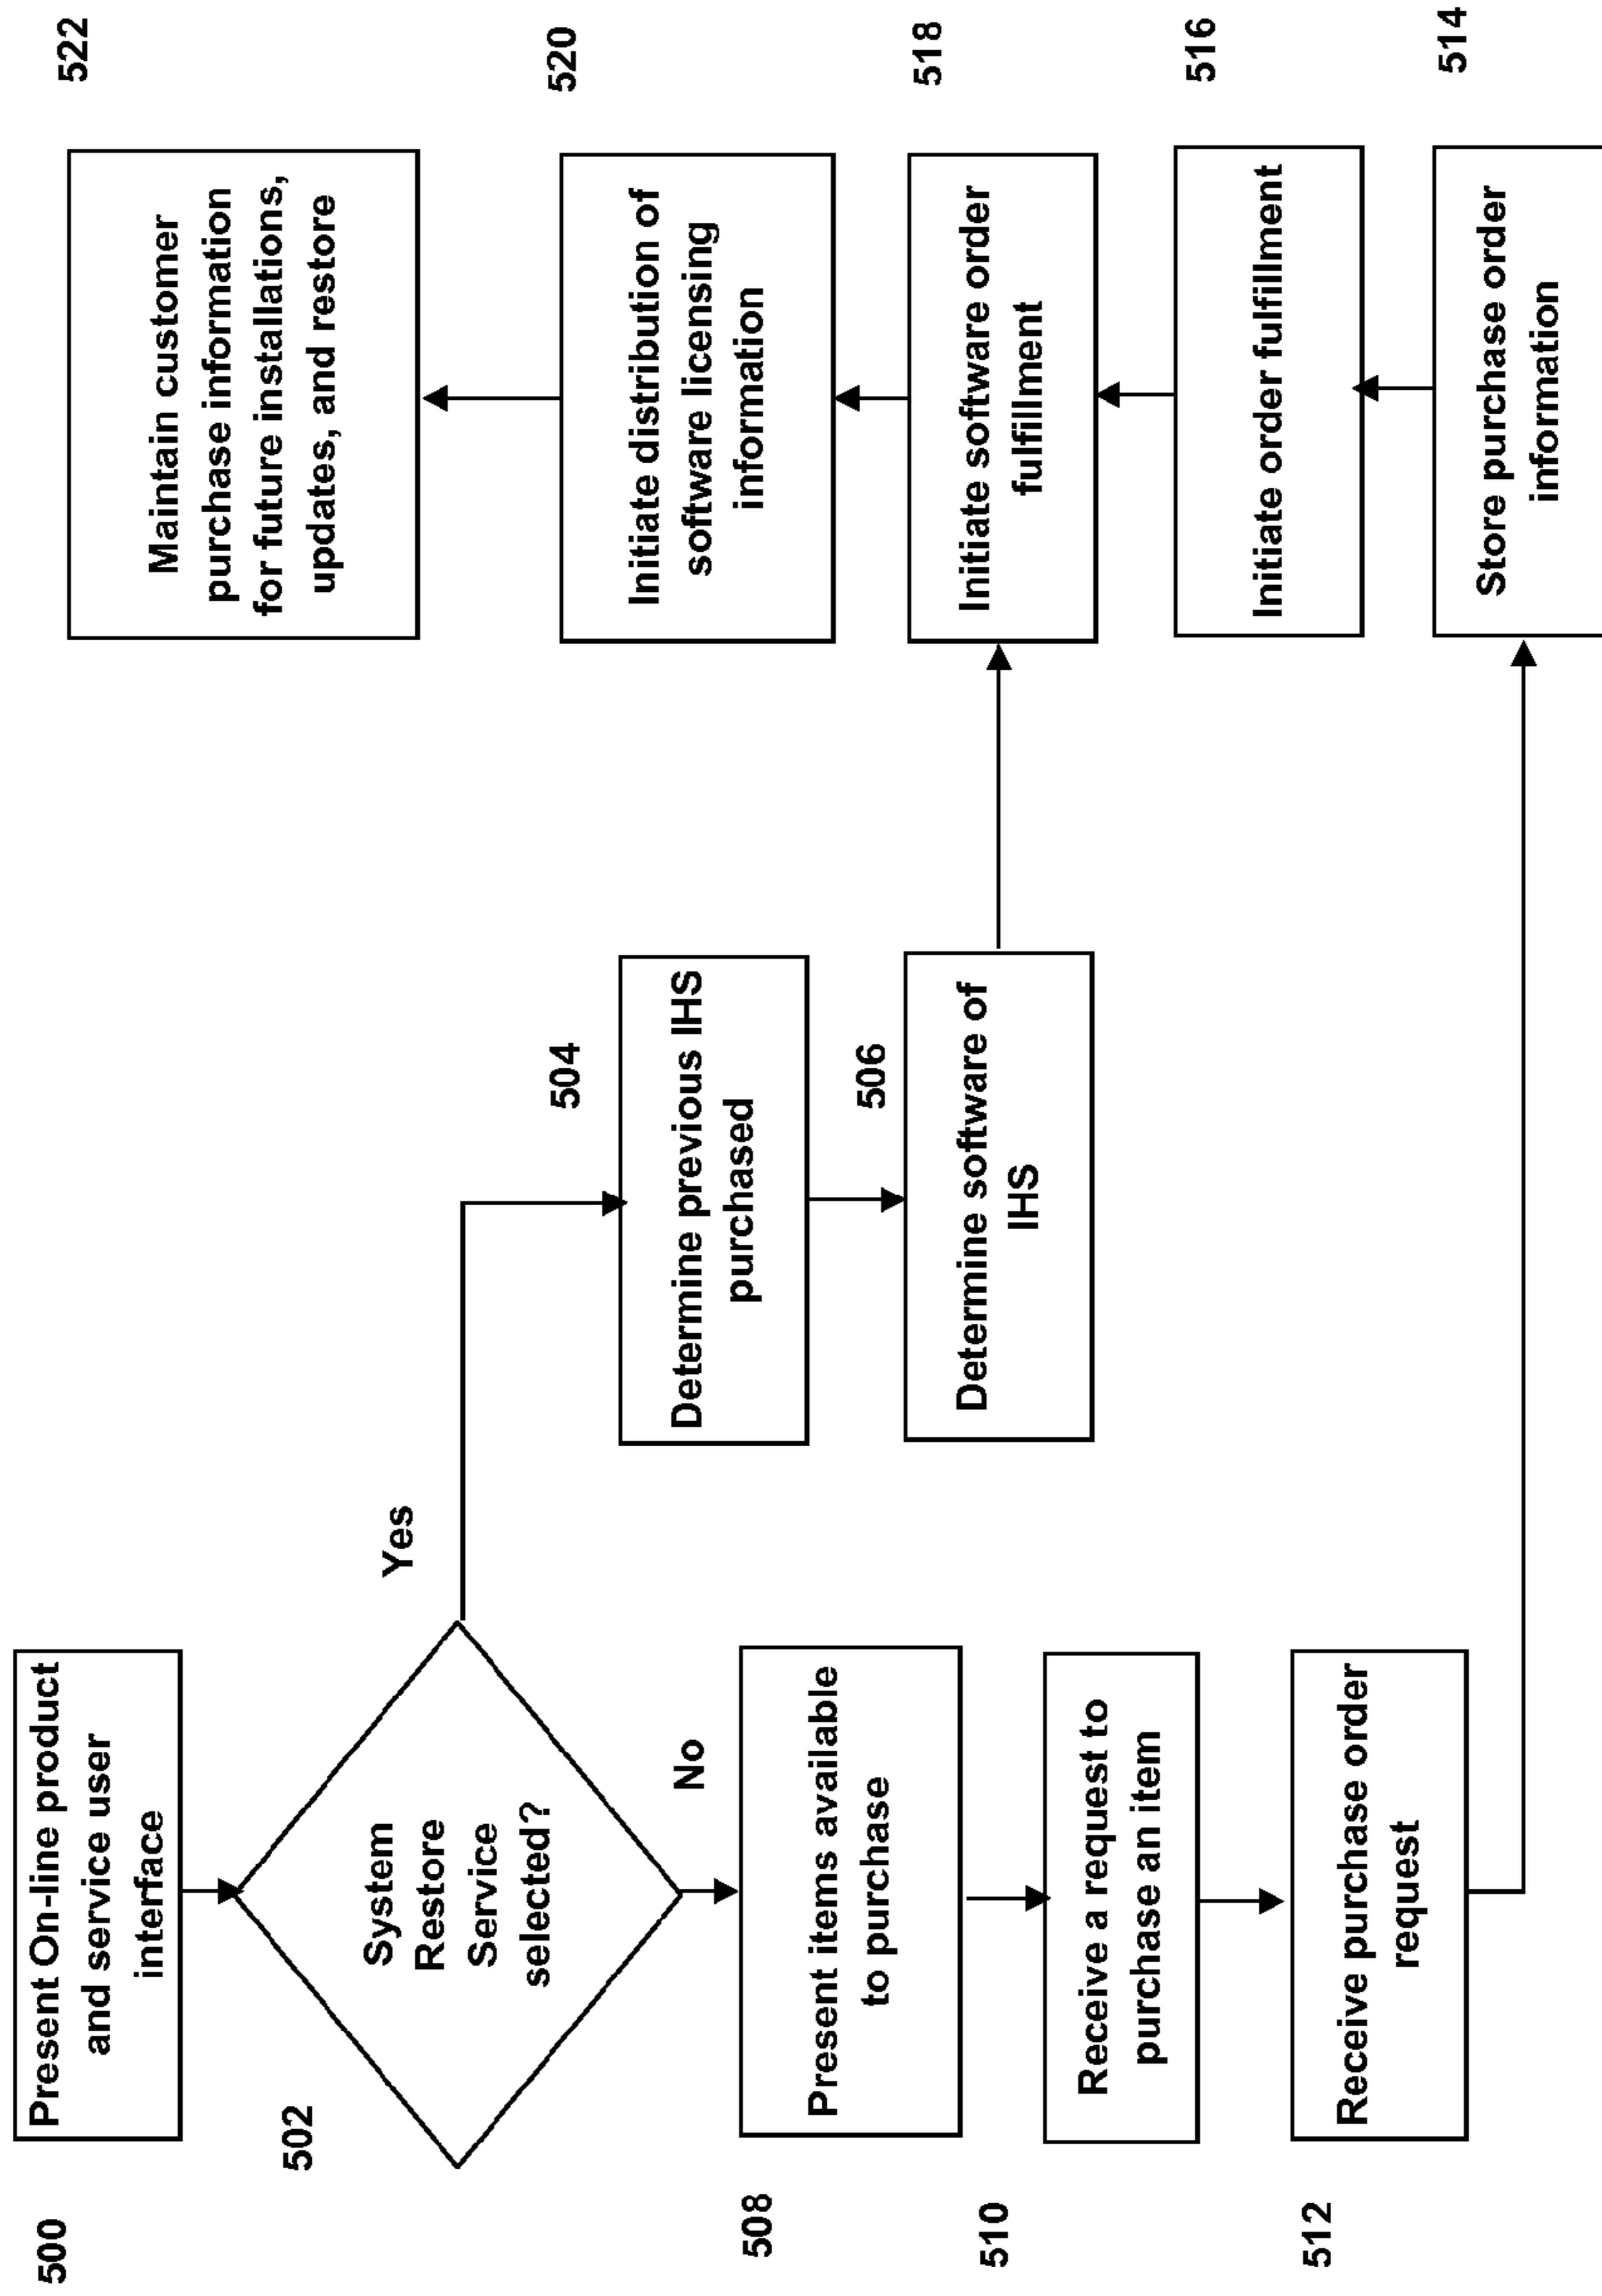 500
Present On-line product
and service user
interface
502
System
Restore
Service
selected?
Yes
No
504
Determine previous IHS
purchased
506
Determine software of
IHS
508
Present items available
to purchase
510
Receive a request to
purchase an item
512
Receive purchase order
request
514
Store purchase order
information
516
Initiate order fulfillment
518
Initiate software order
fulfillment
520
Initiate distribution of
software licensing
information
522
Maintain customer
purchase information
for future installations,
updates, and restore